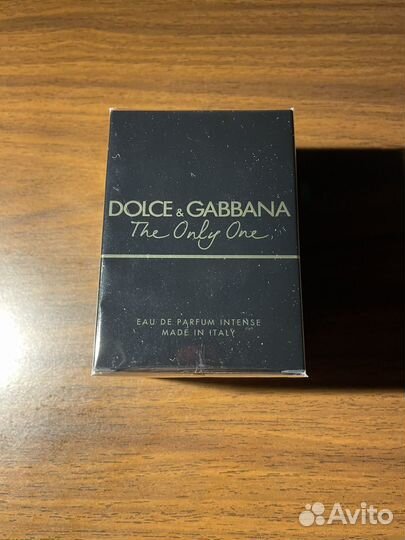 DOLCE & GABBANA
The Only One
EAU DE PARFUM INTENSE
MADE IN ITALY
Avito